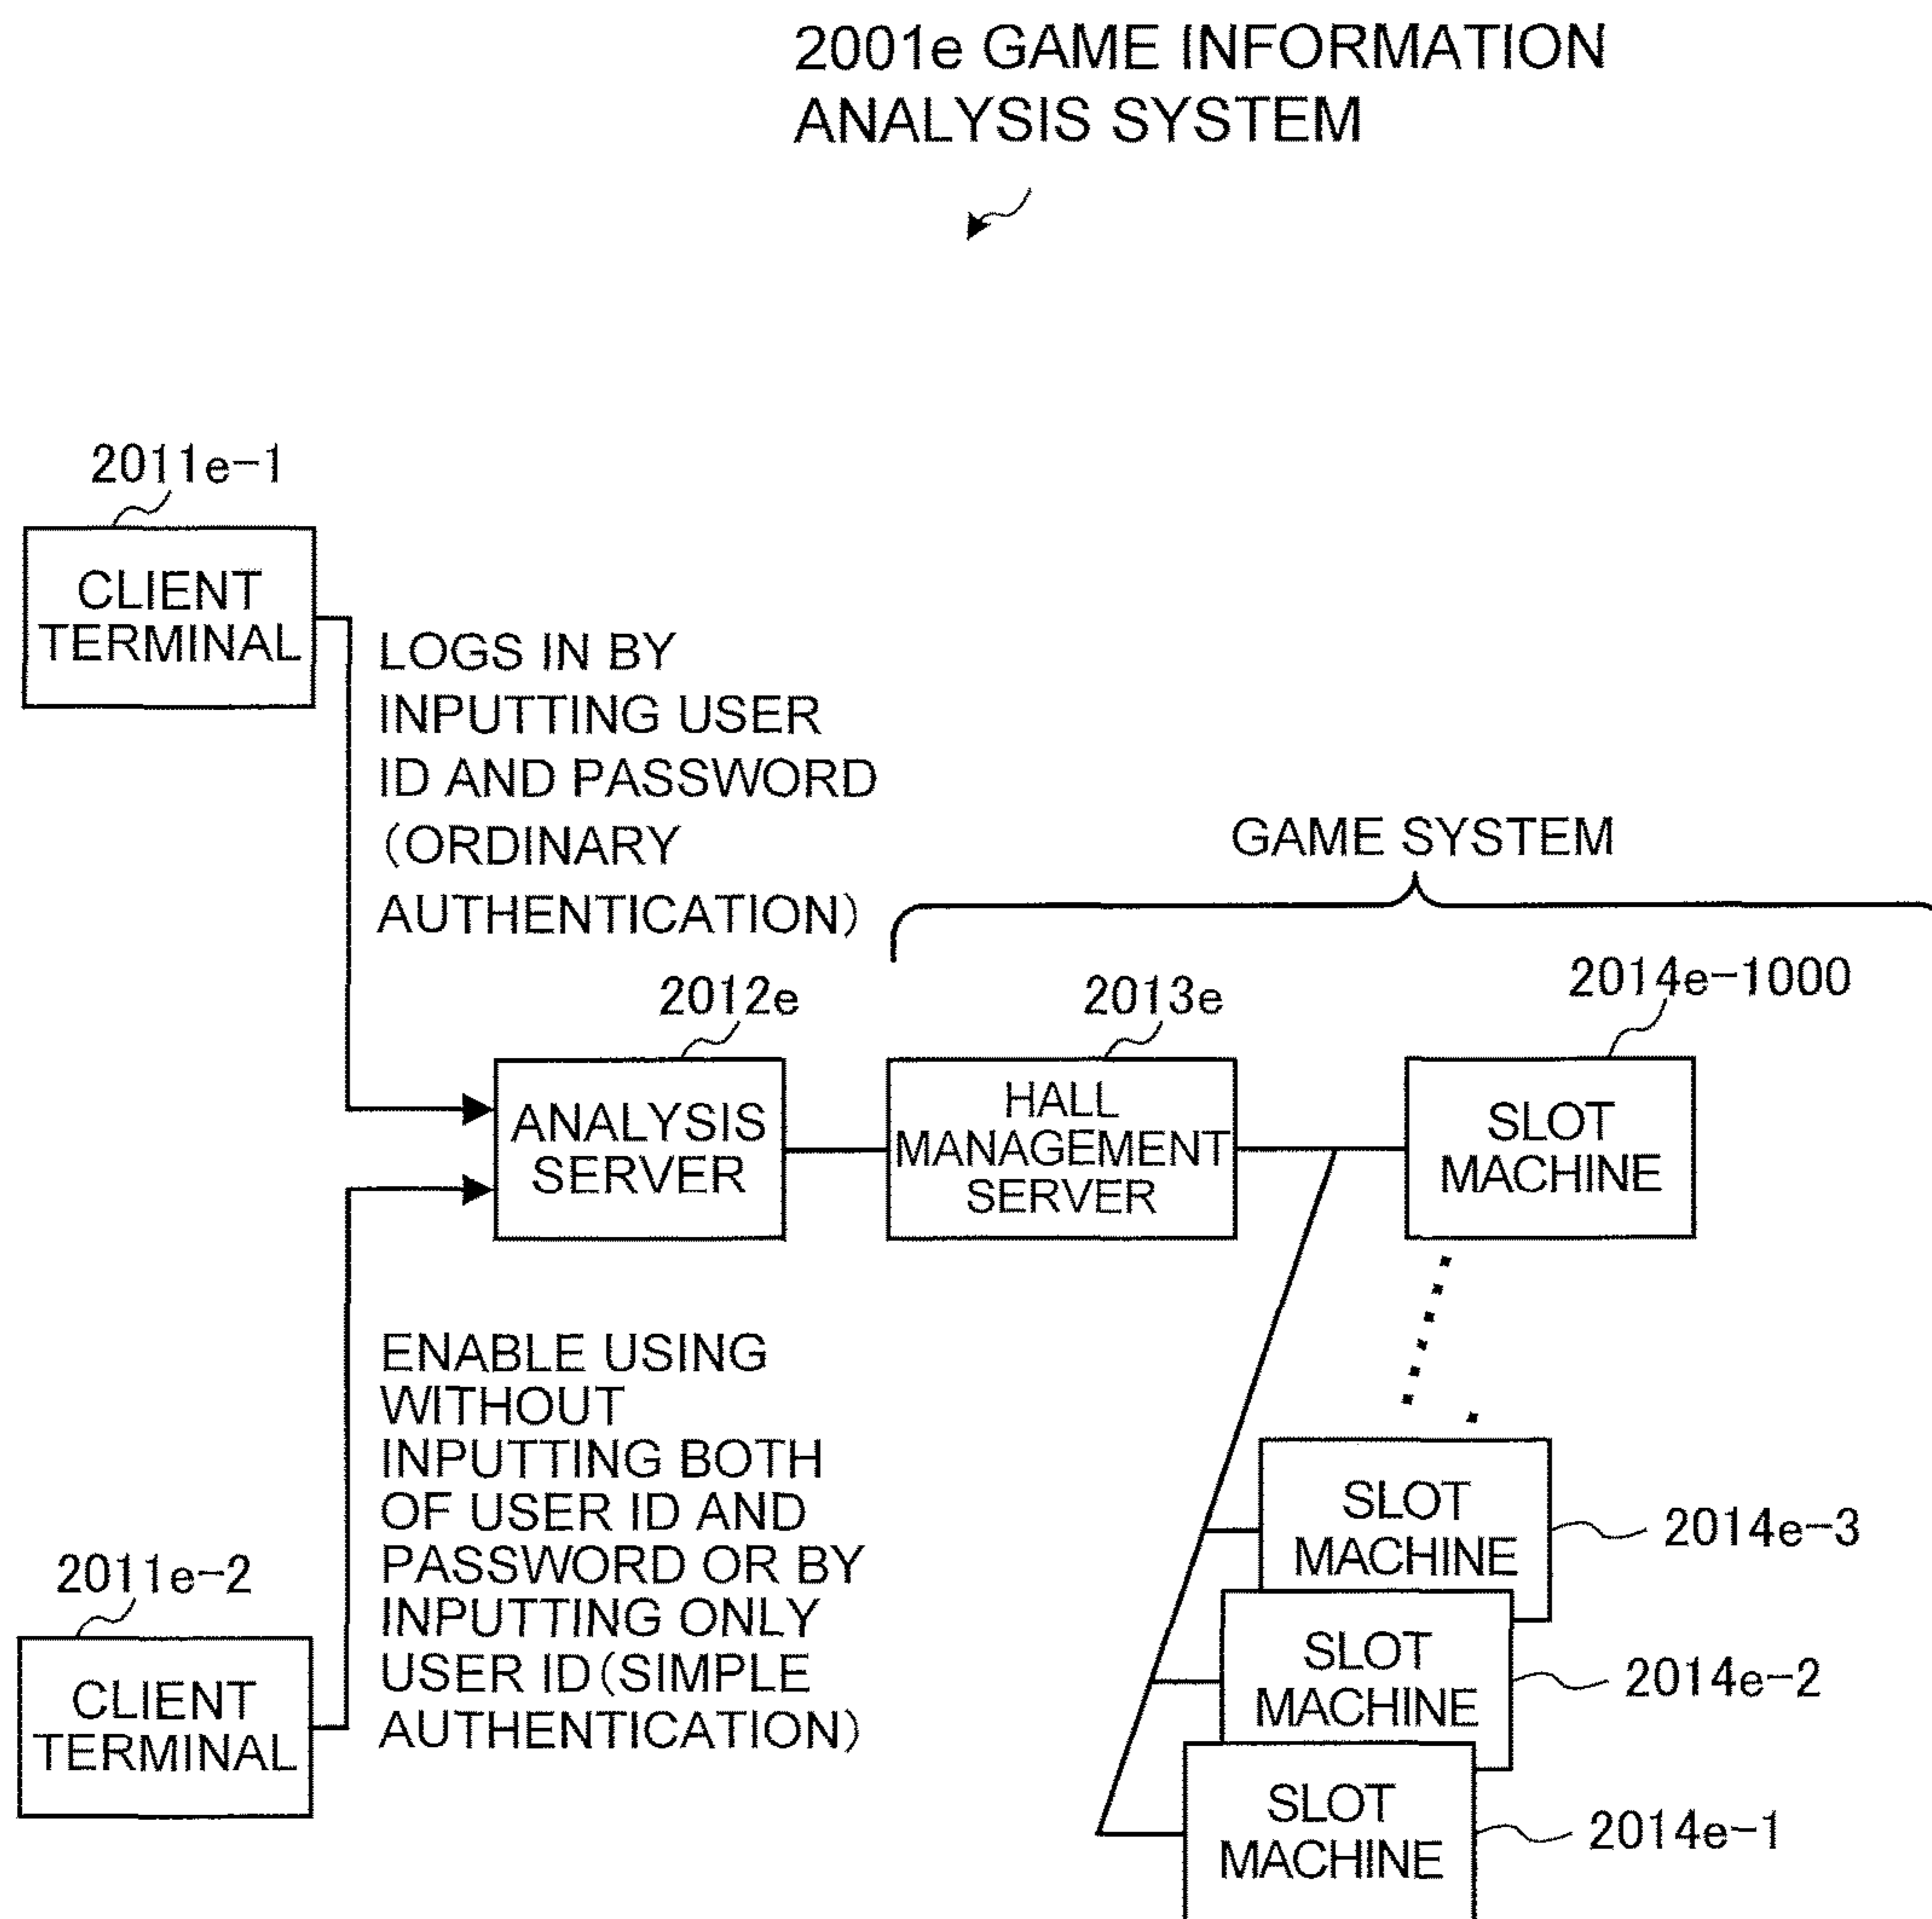 2001e GAME INFORMATION
ANALYSIS SYSTEM
2011e-1
CLIENT
TERMINAL
LOGS IN BY
INPUTTING USER
ID AND PASSWORD
(ORDINARY
AUTHENTICATION)
GAME SYSTEM
2012e
2013e
2014e-1000
ANALYSIS
SERVER
HALL
MANAGEMENT
SERVER
SLOT
MACHINE
ENABLE USING
WITHOUT
INPUTTING BOTH
OF USER ID AND
PASSWORD OR BY
INPUTTING ONLY
USER ID(SIMPLE
AUTHENTICATION)
2011e-2
CLIENT
TERMINAL
SLOT
MACHINE
2014e-3
SLOT
MACHINE
2014e-2
SLOT
MACHINE
2014e-1